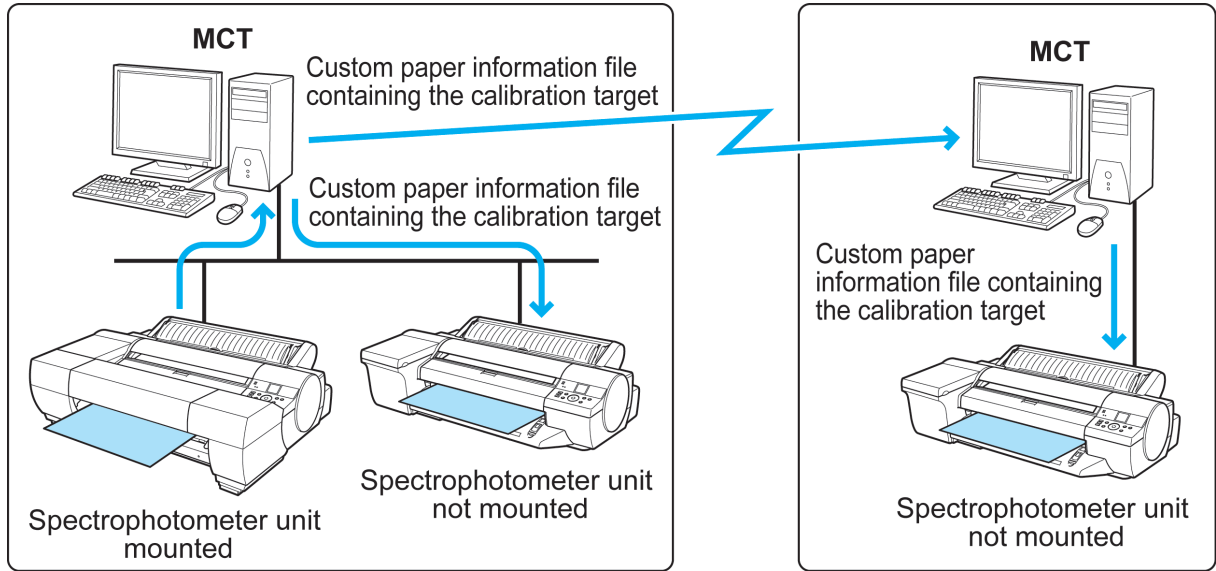 MCT
Custom paper information file
containing the calibration target
Custom paper information file
containing the calibration target
Spectrophotometer unit
mounted
Spectrophotometer unit
not mounted
MCT
Custom paper
information file containing
the calibration target
Spectrophotometer unit
not mounted